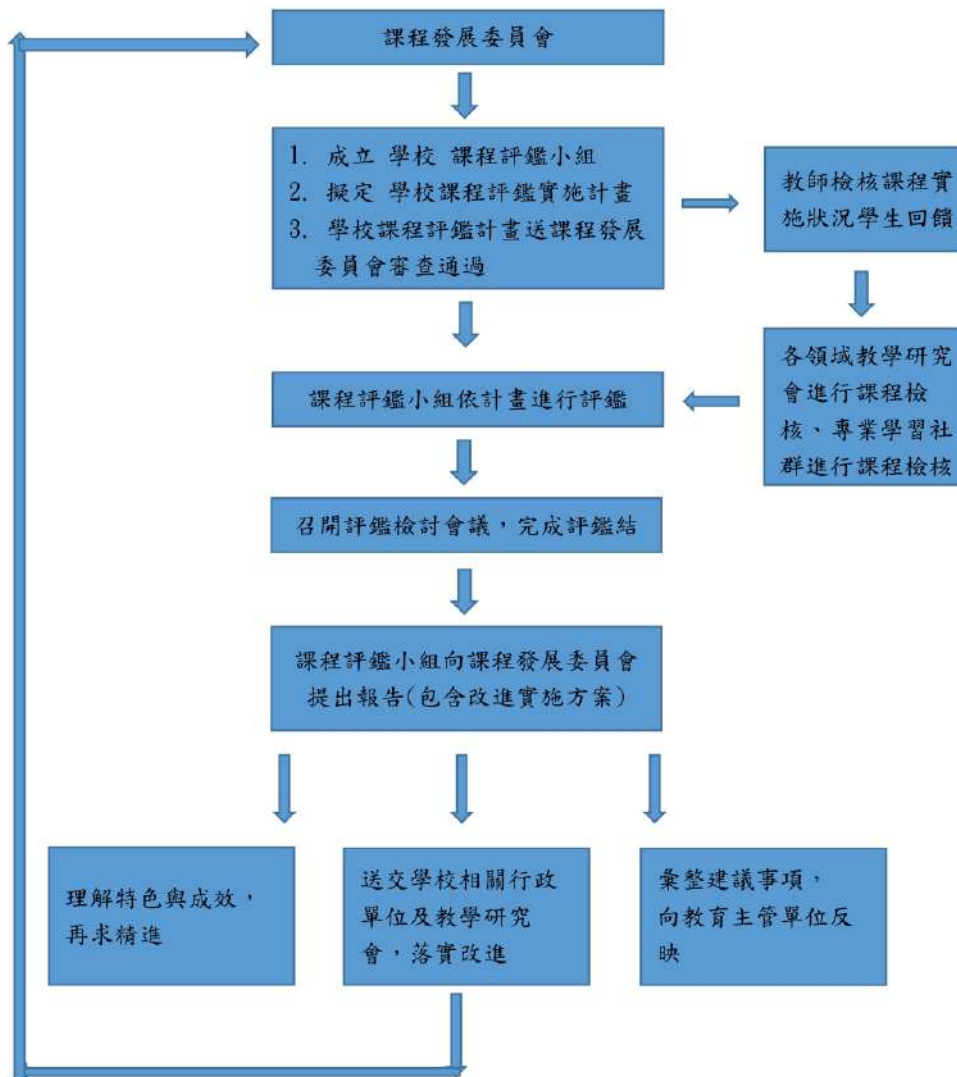 課程發展委員會
1. 成立 學校 課程評鑑小組
2. 擬定 學校課程評鑑實施計畫
3. 學校課程評鑑計畫送課程發展
委員會審查通過
教師檢核課程實
施狀況學生回饋
各領域教學研究
會進行課程檢
核、專業學習社
群進行課程檢核
課程評鑑小組依計畫進行評鑑
召開評鑑檢討會議，完成評鑑結
課程評鑑小組向課程發展委員會
提出報告(包含改進實施方案)
理解特色與成效，
再求精進
送交學校相關行政
單位及教學研究
會，落實改進
彙整建議事項，
向教育主管單位反
映